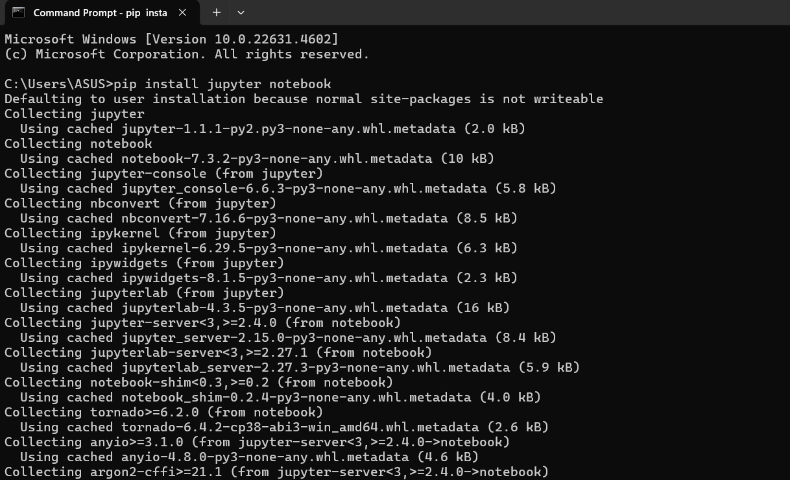 Command Prompt - pip insta
Microsoft Windows [Version 10.0.22631.4602]
(c) Microsoft Corporation. All rights reserved.
C:\Users\ASUS>pip install jupyter notebook
Defaulting to user installation because normal site-packages is not writeable
Collecting jupyter
  Using cached jupyter-1.1.1-py2.py3-none-any.whl.metadata (2.0 kB)
Collecting notebook
  Using cached notebook-7.3.2-py3-none-any.whl.metadata (10 kB)
Collecting jupyter-console (from jupyter)
  Using cached jupyter_console-6.6.3-py3-none-any.whl.metadata (5.8 kB)
Collecting nbconvert (from jupyter)
  Using cached nbconvert-7.16.6-py3-none-any.whl.metadata (8.5 kB)
Collecting ipykernel (from jupyter)
  Using cached ipykernel-6.29.5-py3-none-any.whl.metadata (6.3 kB)
Collecting ipywidgets (from jupyter)
  Using cached ipywidgets-8.1.5-py3-none-any.whl.metadata (2.3 kB)
Collecting jupyterlab (from jupyter)
  Using cached jupyterlab-4.3.5-py3-none-any.whl.metadata (16 kB)
Collecting jupyter-server<3,>=2.4.0 (from notebook)
  Using cached jupyter_server-2.15.0-py3-none-any.whl.metadata (8.4 kB)
Collecting jupyterlab-server<3,>=2.27.1 (from notebook)
  Using cached jupyterlab_server-2.27.3-py3-none-any.whl.metadata (5.9 kB)
Collecting notebook-shim<0.3,>=0.2 (from notebook)
  Using cached notebook_shim-0.2.4-py3-none-any.whl.metadata (4.0 kB)
Collecting tornado>=6.2.0 (from notebook)
  Using cached tornado-6.4.2-cp38-abi3-win_amd64.whl.metadata (2.6 kB)
Collecting anyio>=3.1.0 (from jupyter-server<3,>=2.4.0->notebook)
  Using cached anyio-4.8.0-py3-none-any.whl.metadata (4.6 kB)
Collecting argon2-cffi>=21.1 (from jupyter-server<3,>=2.4.0->notebook)